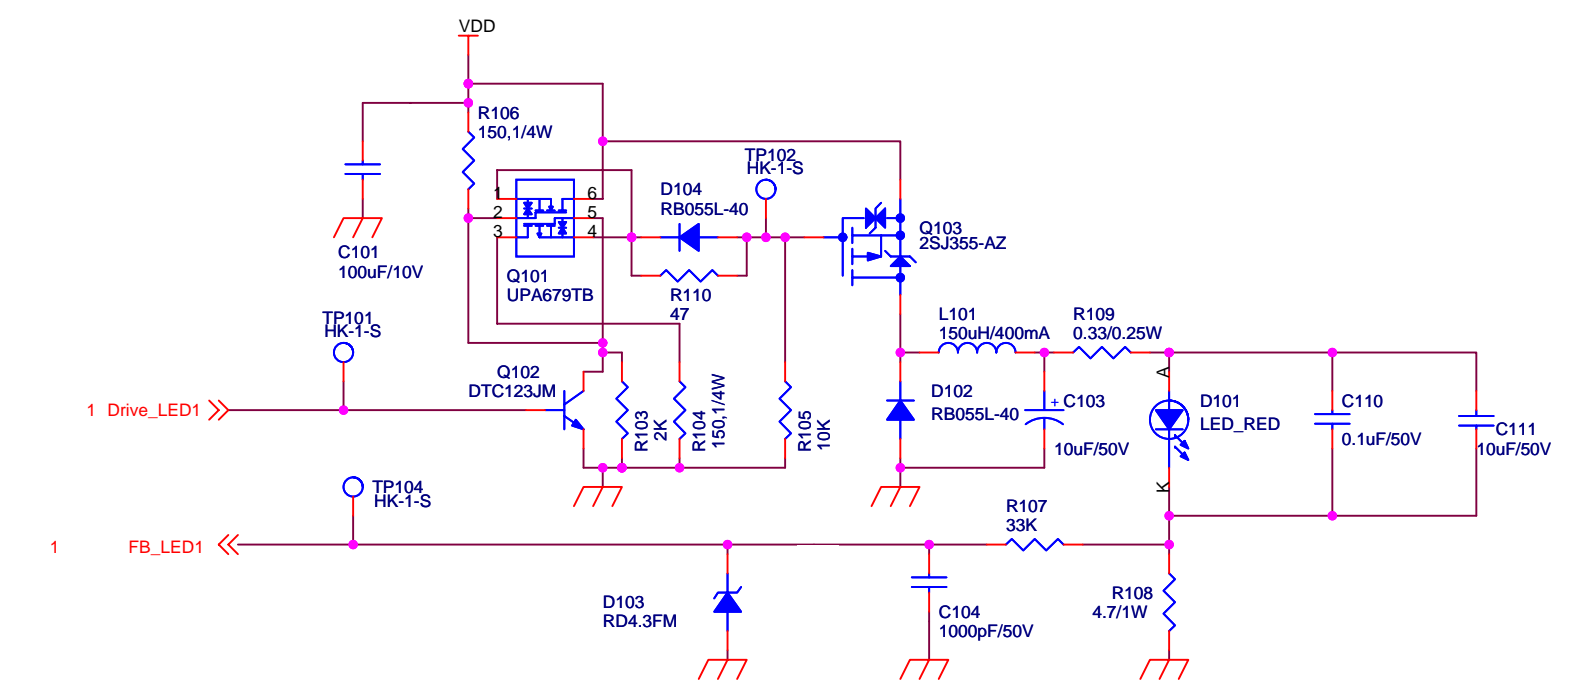 VDD
R106
150,1/4W
C101
100uF/10V
1
2
3
6
5
4
Q101
UPA679TB
D104
RB055L-40
R110
47
TP102
HK-1-S
Q103
2SJ355-AZ
TP101
HK-1-S
1 Drive_LED1
Q102
DTC123JM
R103
2K
R104
150,1/4W
R105
10K
L101
150uH/400mA
R109
0.33/0.25W
D102
RB055L-40
+ C103
10uF/50V
A
D101
LED_RED
K
C110
0.1uF/50V
C111
10uF/50V
TP104
HK-1-S
1 FB_LED1
R107
33K
D103
RD4.3FM
C104
1000pF/50V
R108
4.7/1W